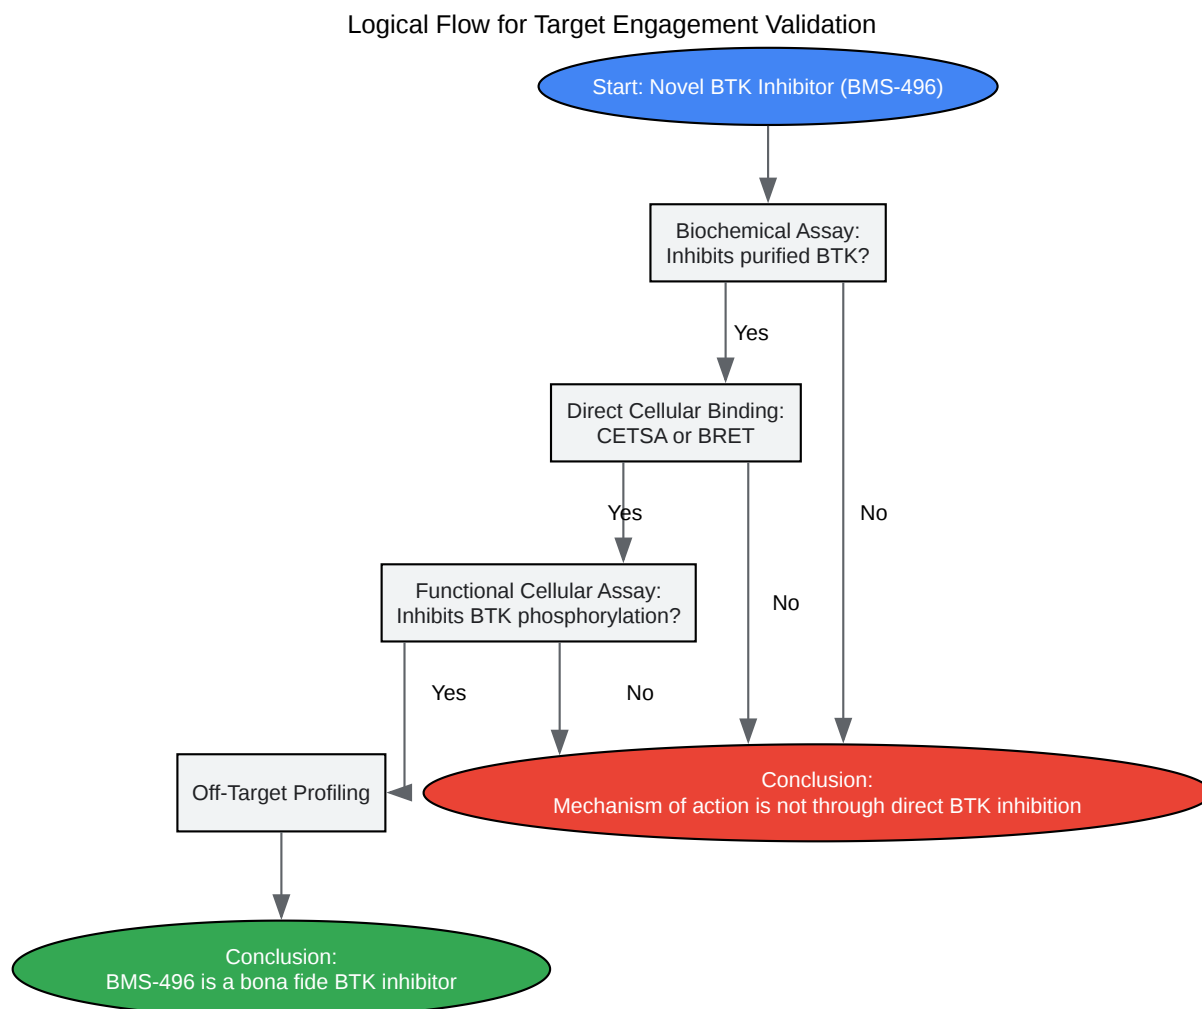 Logical Flow for Target Engagement Validation
Start: Novel BTK Inhibitor (BMS-496)
Biochemical Assay:
Inhibits purified BTK?
Yes
Direct Cellular Binding:
CETSA or BRET
Yes
No
Functional Cellular Assay:
Inhibits BTK phosphorylation?
No
Yes
No
Off-Target Profiling
Conclusion:
Mechanism of action is not through direct BTK inhibition
Conclusion:
BMS-496 is a bona fide BTK inhibitor